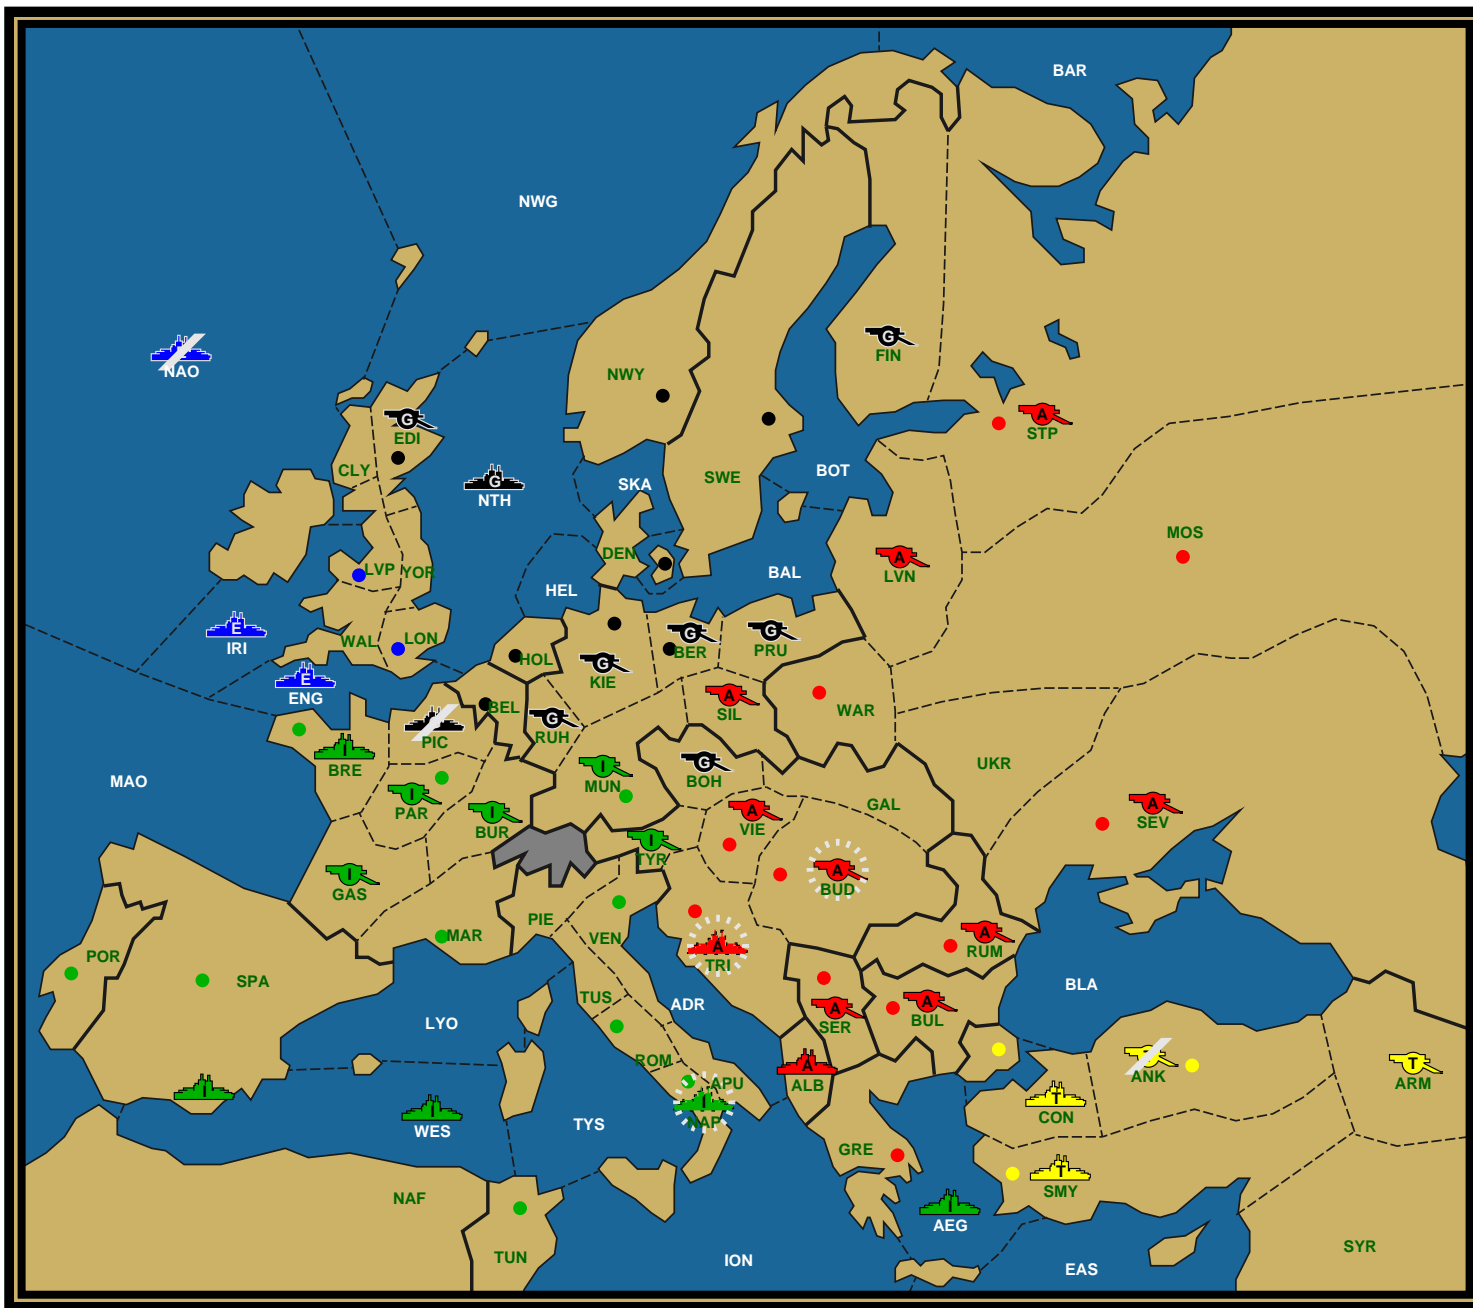 BAR
NWG
G
FIN
NAO
NWY
A
STP
G
EDI
CLY
SWE
BOT
SKA
G
NTH
MOS
DEN
A
LVN
LVP
YOR
BAL
HEL
E
IRI
WAL
LON
G
BER
G
PRU
HOL
G
KIE
E
ENG
A
SIL
WAR
BEL
G
RUH
PIC
I
BRE
UKR
MAO
I
MUN
G
BOH
I
PAR
I
BUR
A
VIE
GAL
A
SEV
I
TYR
I
GAS
A
BUD
PIE
VEN
MAR
A
TRI
A
RUM
POR
SPA
BLA
TUS
ADR
A
SER
A
BUL
LYO
ROM
APU
A
ALB
T
ANK
T
ARM
I
I
NAP
T
CON
I
WES
TYS
GRE
T
SMY
NAF
I
AEG
TUN
ION
EAS
SYR